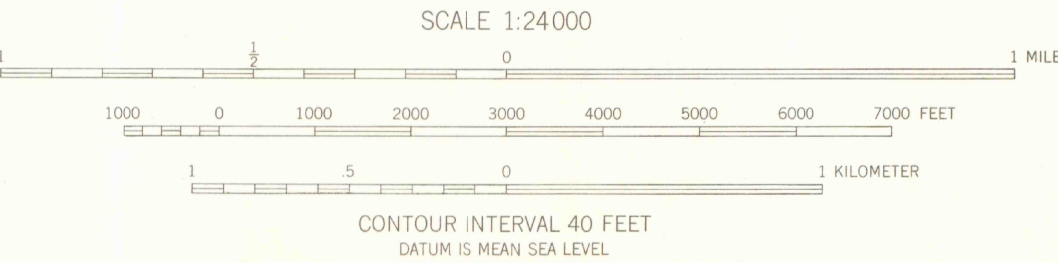 SCALE 1:24000
1 1/2 0 1 MILE
1000 0 1000 2000 3000 4000 5000 6000 7000 FEET
1 .5 0 1 KILOMETER
CONTOUR INTERVAL 40 FEET
DATUM IS MEAN SEA LEVEL